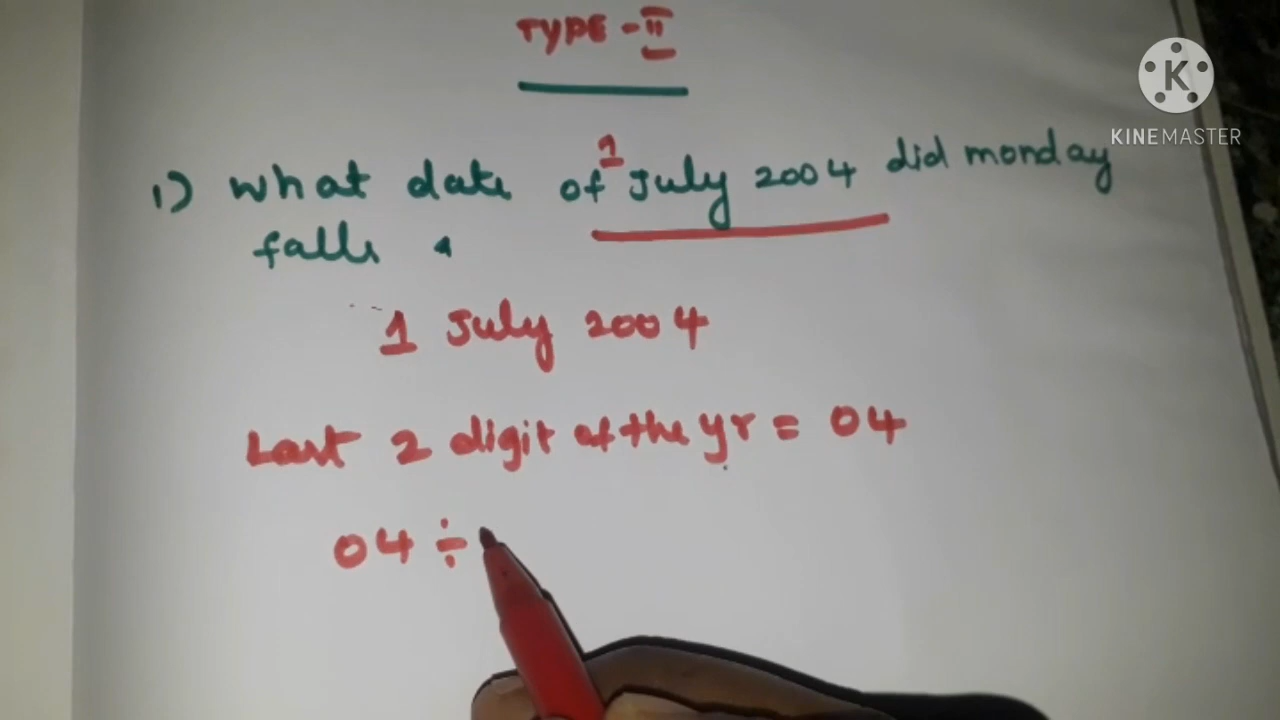 TYPE - II
1) What date of 1 July 2004 did monday
falls
1 July 2004
Last 2 digit of the yr = 04
04 ÷
K
KINEMASTER